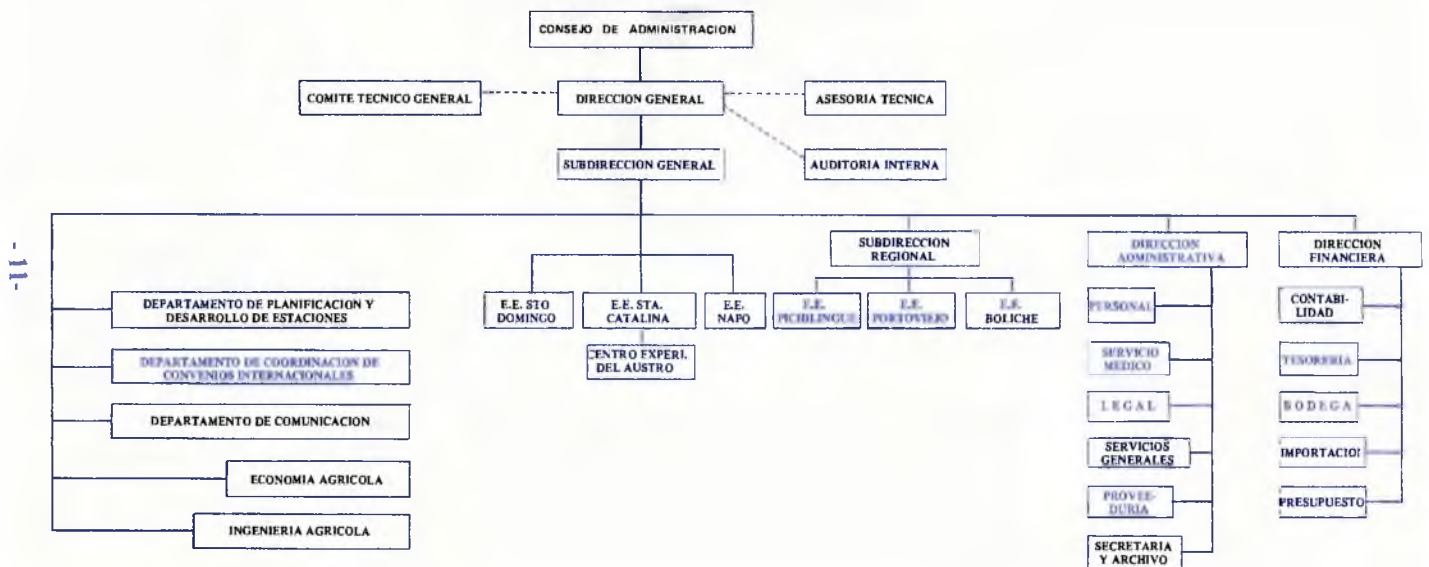 CONSEJO DE ADMINISTRACION
COMITE TECNICO GENERAL
DIRECCION GENERAL
ASESORIA TECNICA
SUBDIRECCION GENERAL
AUDITORIA INTERNA
- 11 -
DEPARTAMENTO DE PLANIFICACION Y
DESARROLLO DE ESTACIONES
DEPARTAMENTO DE COORDINACION DE
CONVENIOS INTERNACIONALES
DEPARTAMENTO DE COMUNICACION
ECONOMIA AGRICOLA
INGENIERIA AGRICOLA
E.E. STO
DOMINGO
E.E. STA.
CATALINA
E.E.
NAPO
CENTRO EXPERI.
DEL AUSTRO
SUBDIRECCION
REGIONAL
E.E.
PICHILINGUE
E.E.
PORTOVIEJO
E.E.
BOLICHE
DIRECCION
ADMINISTRATIVA
PERSONAL
SERVICIO
MEDICO
LEGAL
SERVICIOS
GENERALES
PROVEE-
DURIA
SECRETARIA
Y ARCHIVO
DIRECCION
FINANCIERA
CONTABI-
LIDAD
TESORERIA
BODEGA
IMPORTACIO
PRESUPUESTO